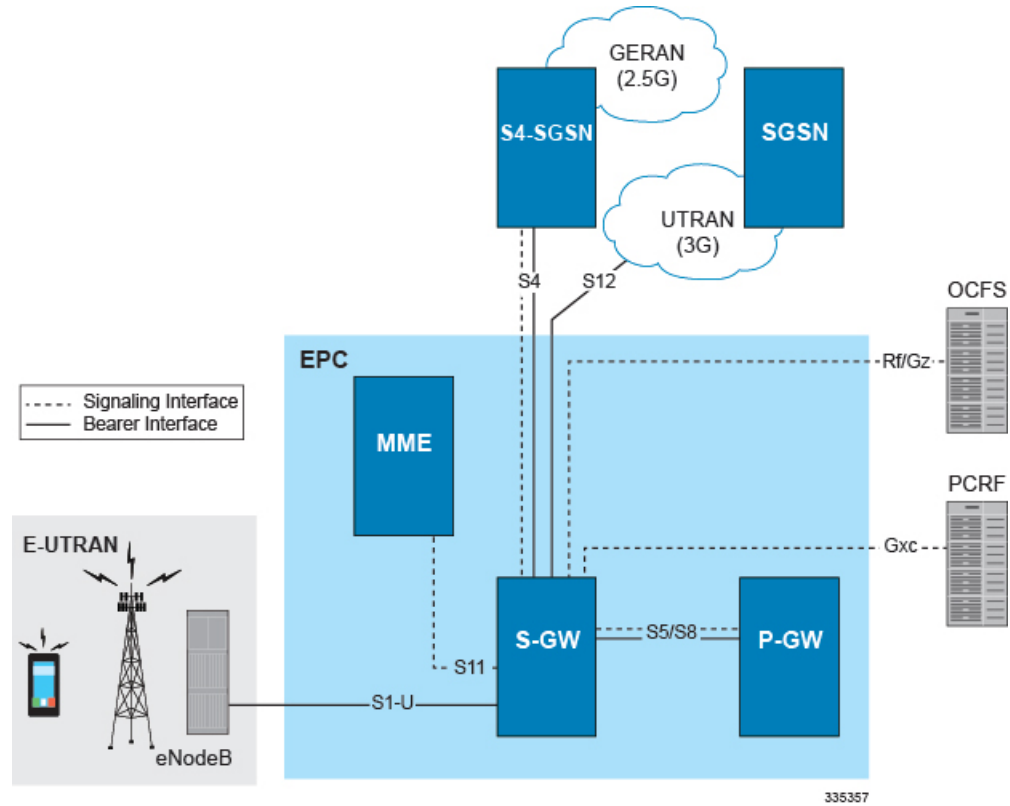 GERAN
(2.5G)
S4-SGSN
SGSN
UTRAN
(3G)
S4
S12
OCFS
EPC
Rf/Gz
Signaling Interface
Bearer Interface
MME
PCRF
E-UTRAN
Gxc
S-GW
S5/S8
P-GW
S11
S1-U
eNodeB
335357